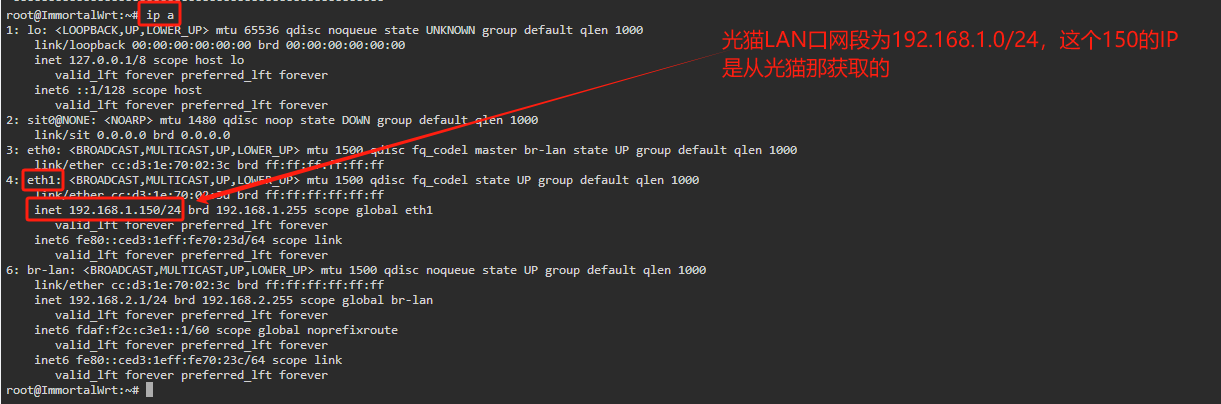 root@ImmortalWrt:~# ip a
1: lo: <LOOPBACK,UP,LOWER_UP> mtu 65536 qdisc noqueue state UNKNOWN group default qlen 1000
link/loopback 00:00:00:00:00:00 brd 00:00:00:00:00:00
inet 127.0.0.1/8 scope host lo
valid_lft forever preferred_lft forever
inet6 ::1/128 scope host
valid_lft forever preferred_lft forever
2: sit0@NONE: <NOARP> mtu 1480 qdisc noop state DOWN group default qlen 1000
link/sit 0.0.0.0 brd 0.0.0.0
3: eth0: <BROADCAST,MULTICAST,UP,LOWER_UP> mtu 1500 qdisc fq_codel master br-lan state UP group default qlen 1000
link/ether cc:d3:1e:70:02:3c brd ff:ff:ff:ff:ff:ff
4: eth1: <BROADCAST,MULTICAST,UP,LOWER_UP> mtu 1500 qdisc fq_codel state UP group default qlen 1000
link/ether cc:d3:1e:70:02:3d brd ff:ff:ff:ff:ff:ff
inet 192.168.1.150/24 brd 192.168.1.255 scope global eth1
valid_lft forever preferred_lft forever
inet6 fe80::ced3:1eff:fe70:23d/64 scope link
valid_lft forever preferred_lft forever
6: br-lan: <BROADCAST,MULTICAST,UP,LOWER_UP> mtu 1500 qdisc noqueue state UP group default qlen 1000
link/ether cc:d3:1e:70:02:3c brd ff:ff:ff:ff:ff:ff
inet 192.168.2.1/24 brd 192.168.2.255 scope global br-lan
valid_lft forever preferred_lft forever
inet6 fdaf:f2c:c3e1::1/60 scope global noprefixroute
valid_lft forever preferred_lft forever
inet6 fe80::ced3:1eff:fe70:23c/64 scope link
valid_lft forever preferred_lft forever
root@ImmortalWrt:~#
光猫LAN口网段为192.168.1.0/24，这个150的IP
是从光猫那获取的